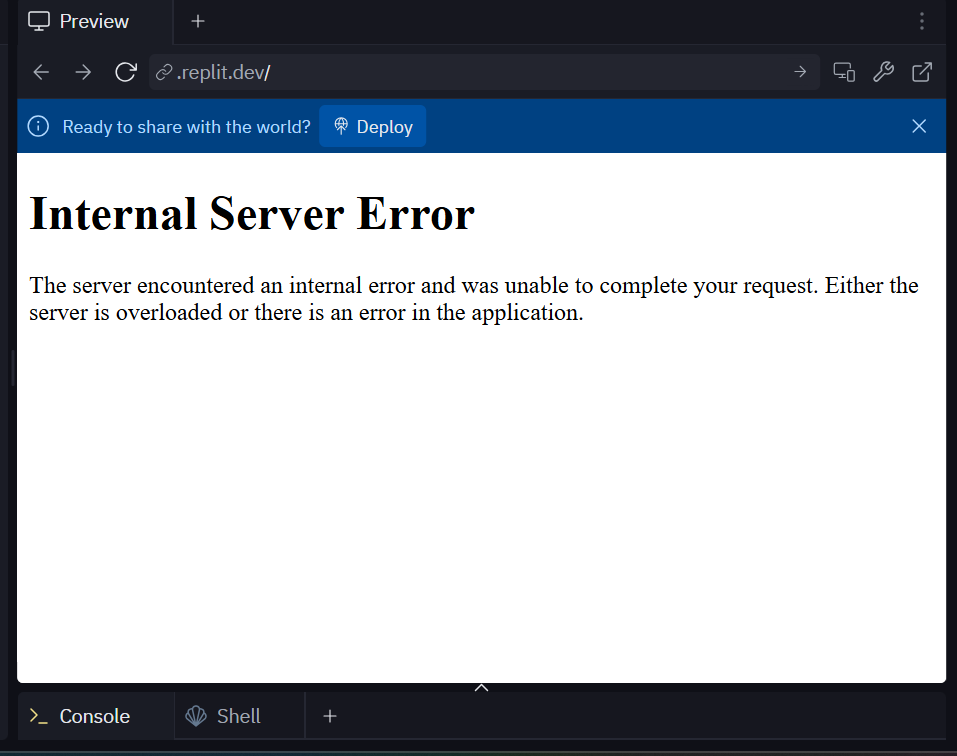 Preview
.replit.dev/
Ready to share with the world? Deploy
Internal Server Error
The server encountered an internal error and was unable to complete your request. Either the
server is overloaded or there is an error in the application.
Console Shell